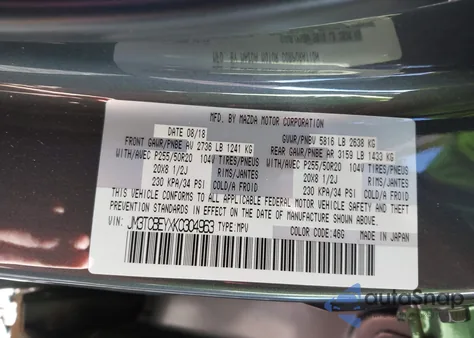 MFD. BY MAZDA MOTOR CORPORATION
DATE 08/18 GVWR/PNBV 5816 LB 2638 KG
FRONT GAWR/PNBE AV 2736 LB 1241 KG REAR GAWR/PNBE AR 3159 LB 1433 KG
WITH/AVEC P255/50R20 104V TIRES/PNEUS WITH/AVEC P255/50R20 104V TIRES/PNEUS
20X8 1/2J RIMS/JANTES 20X8 1/2J RIMS/JANTES
230 KPA/34 PSI COLD/A FROID 230 KPA/34 PSI COLD/A FROID
THIS VEHICLE CONFORMS TO ALL APPLICABLE FEDERAL MOTOR VEHICLE SAFETY AND THEFT
PREVENTION STANDARDS IN EFFECT ON THE DATE OF MANUFACTURE SHOWN ABOVE.
VIN: JM3TCBEYXK0304953 TYPE: MPV COLOR CODE: 46G MADE IN JAPAN
autoSnap